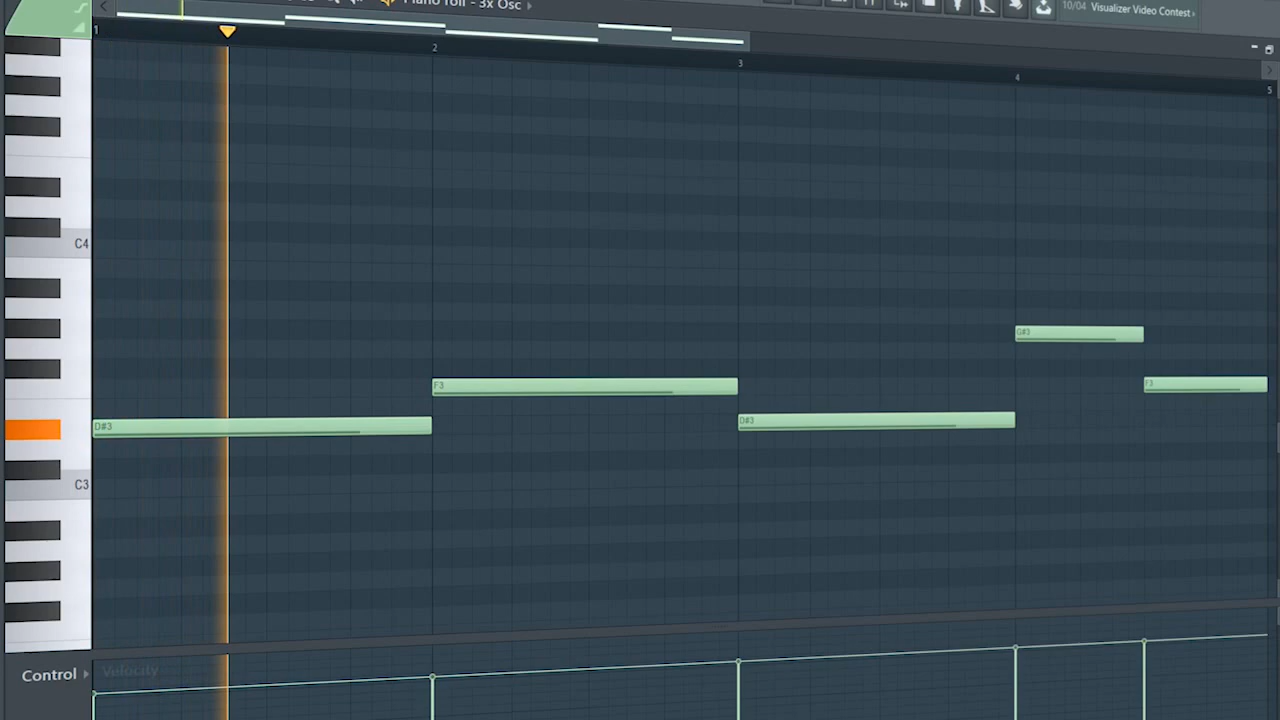 Piano roll - 3x Osc
10/04 Visualizer Video Contest
1
2
3
4
5
C4
G#3
D#3
F3
D#3
F3
C3
Control
Velocity